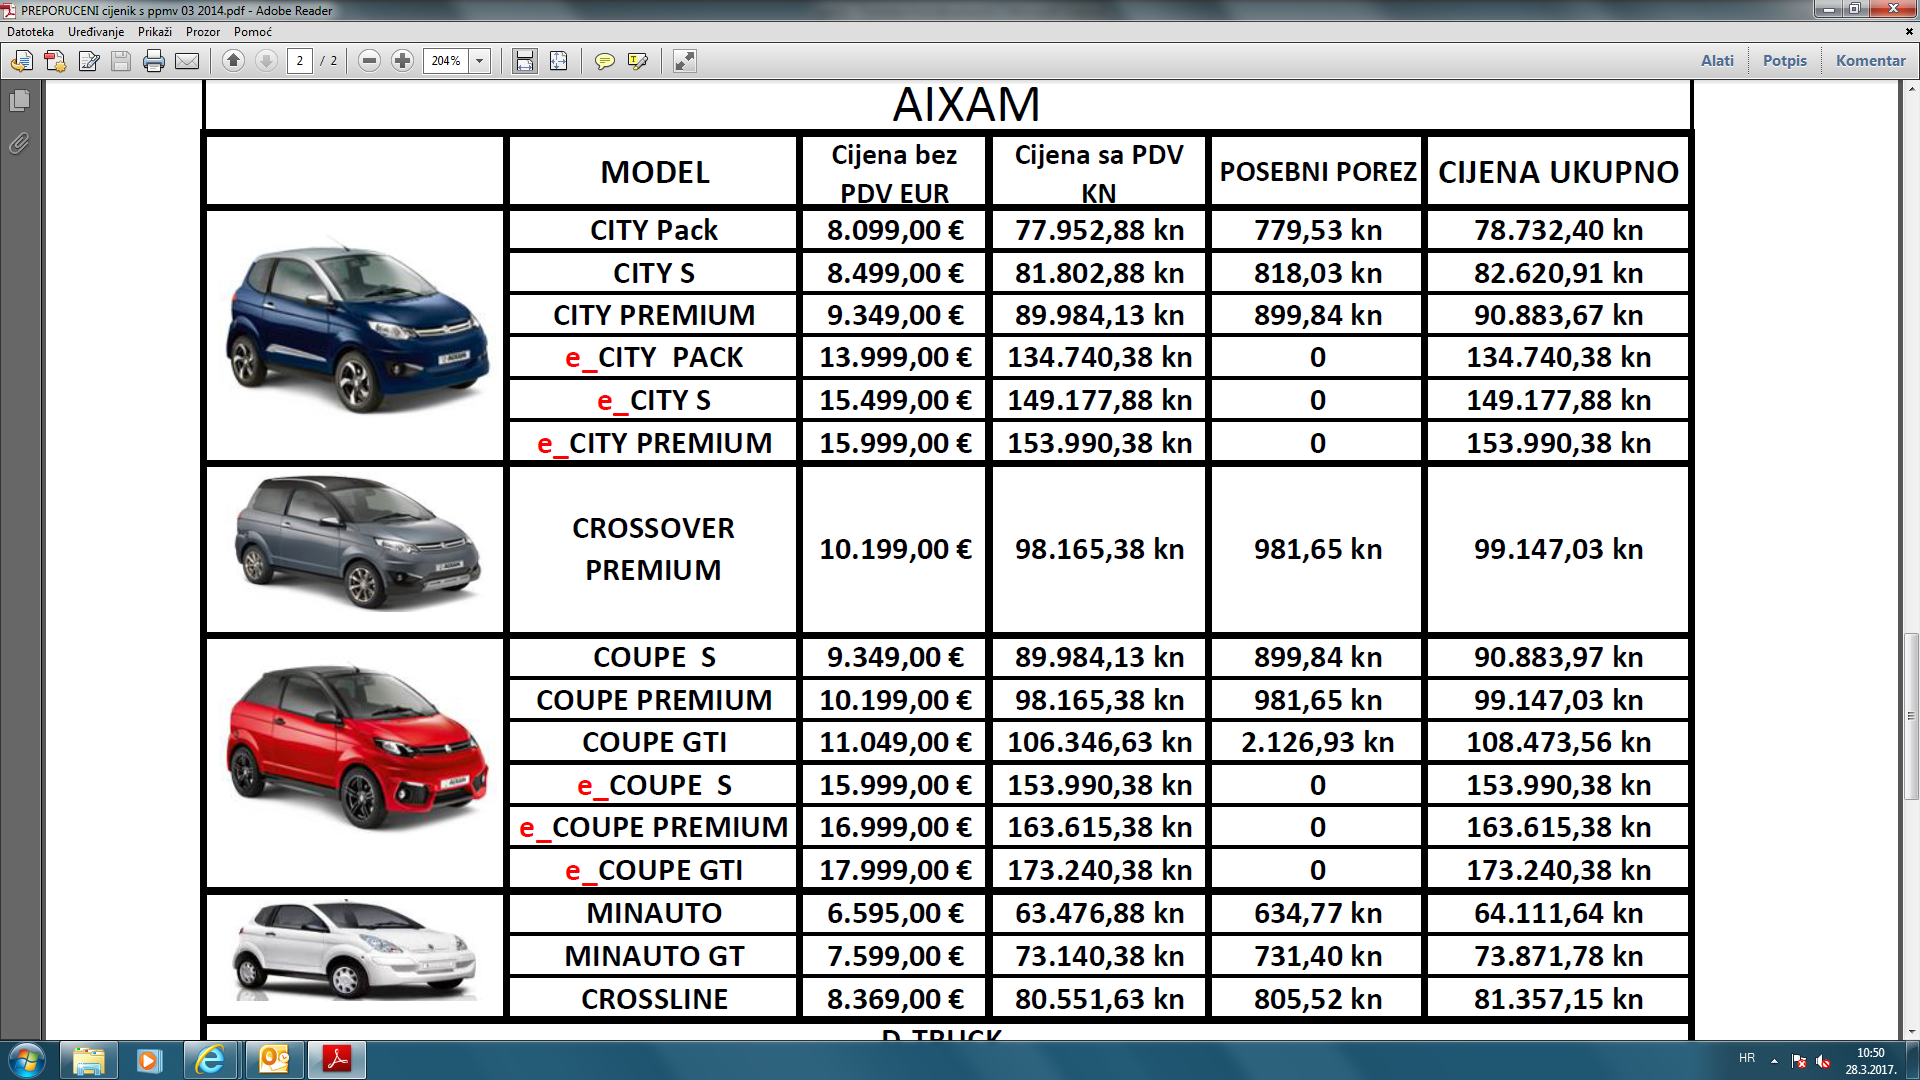 PREPORUCENI cijenik s ppmv 03 2014.pdf - Adobe Reader
Datoteka Uređivanje Prikaži Prozor Pomoć
2 / 2 204% Alati Potpis Komentar
AIXAM
MODEL Cijena bez PDV EUR Cijena sa PDV KN POSEBNI POREZ CIJENA UKUPNO
CITY Pack 8.099,00 € 77.952,88 kn 779,53 kn 78.732,40 kn
CITY S 8.499,00 € 81.802,88 kn 818,03 kn 82.620,91 kn
CITY PREMIUM 9.349,00 € 89.984,13 kn 899,84 kn 90.883,67 kn
e_CITY PACK 13.999,00 € 134.740,38 kn 0 134.740,38 kn
e_CITY S 15.499,00 € 149.177,88 kn 0 149.177,88 kn
e_CITY PREMIUM 15.999,00 € 153.990,38 kn 0 153.990,38 kn
CROSSOVER PREMIUM 10.199,00 € 98.165,38 kn 981,65 kn 99.147,03 kn
COUPE S 9.349,00 € 89.984,13 kn 899,84 kn 90.883,97 kn
COUPE PREMIUM 10.199,00 € 98.165,38 kn 981,65 kn 99.147,03 kn
COUPE GTI 11.049,00 € 106.346,63 kn 2.126,93 kn 108.473,56 kn
e_COUPE S 15.999,00 € 153.990,38 kn 0 153.990,38 kn
e_COUPE PREMIUM 16.999,00 € 163.615,38 kn 0 163.615,38 kn
e_COUPE GTI 17.999,00 € 173.240,38 kn 0 173.240,38 kn
MINAUTO 6.595,00 € 63.476,88 kn 634,77 kn 64.111,64 kn
MINAUTO GT 7.599,00 € 73.140,38 kn 731,40 kn 73.871,78 kn
CROSSLINE 8.369,00 € 80.551,63 kn 805,52 kn 81.357,15 kn
D-TRUCK
HR 10:50
28.3.2017.